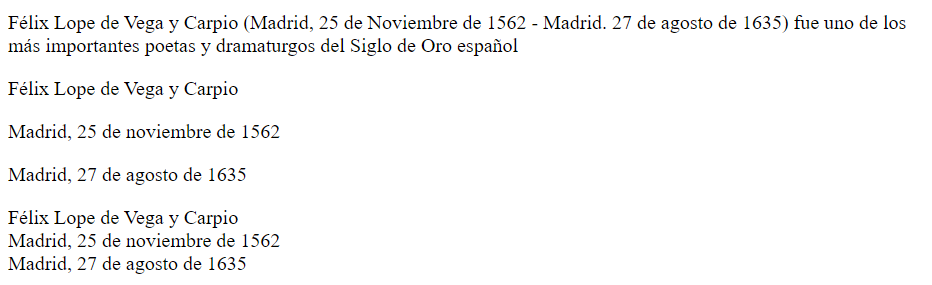 Félix Lope de Vega y Carpio (Madrid, 25 de Noviembre de 1562 - Madrid. 27 de agosto de 1635) fue uno de los
más importantes poetas y dramaturgos del Siglo de Oro español
Félix Lope de Vega y Carpio
Madrid, 25 de noviembre de 1562
Madrid, 27 de agosto de 1635
Félix Lope de Vega y Carpio
Madrid, 25 de noviembre de 1562
Madrid, 27 de agosto de 1635